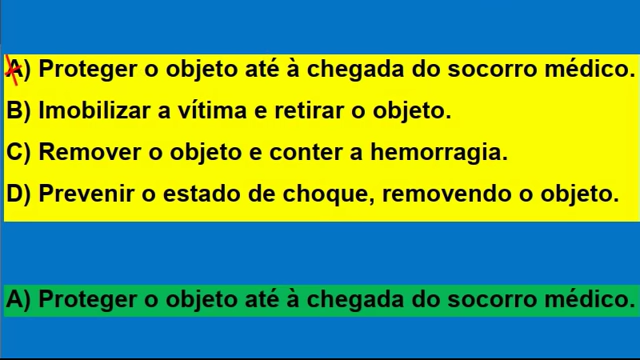 A) Proteger o objeto até à chegada do socorro médico.
B) Imobilizar a vítima e retirar o objeto.
C) Remover o objeto e conter a hemorragia.
D) Prevenir o estado de choque, removendo o objeto.
A) Proteger o objeto até à chegada do socorro médico.